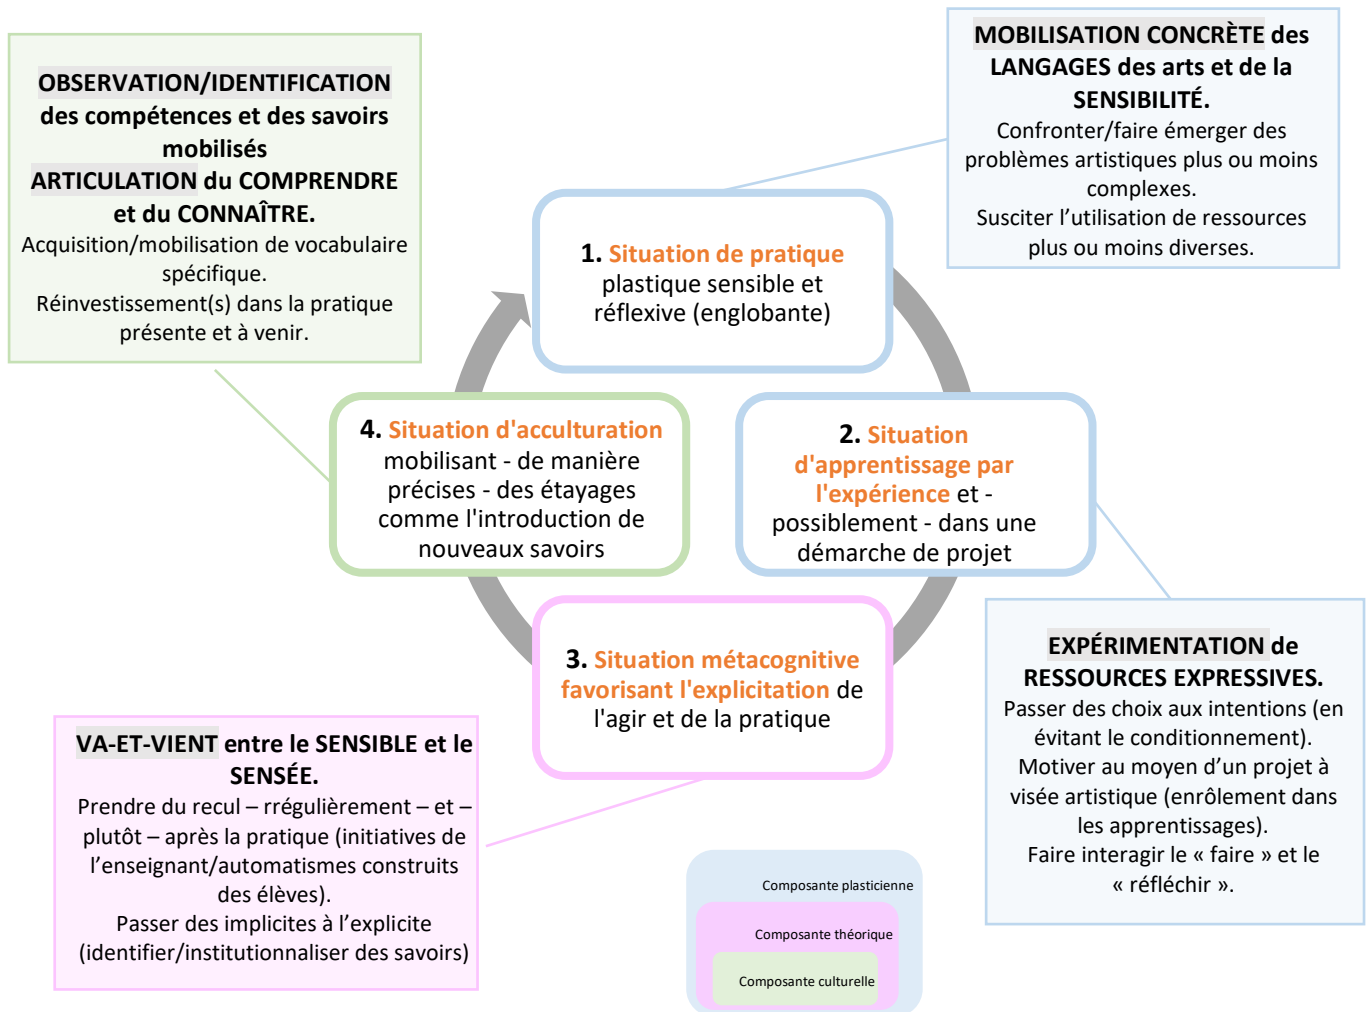 OBSERVATION/IDENTIFICATION
des compétences et des savoirs
mobilisés
ARTICULATION du COMPRENDRE
et du CONNAÎTRE.
Acquisition/mobilisation de vocabulaire
spécifique.
Réinvestissement(s) dans la pratique
présente et à venir.
MOBILISATION CONCRÈTE des
LANGAGES des arts et de la
SENSIBILITÉ.
Confronter/faire émerger des
problèmes artistiques plus ou moins
complexes.
Susciter l’utilisation de ressources
plus ou moins diverses.
1. Situation de pratique
plastique sensible et
réflexive (englobante)
4. Situation d'acculturation
mobilisant - de manière
précises - des étayages
comme l'introduction de
nouveaux savoirs
2. Situation
d'apprentissage par
l'expérience et -
possiblement - dans une
démarche de projet
3. Situation métacognitive
favorisant l'explicitation de
l'agir et de la pratique
EXPÉRIMENTATION de
RESSOURCES EXPRESSIVES.
Passer des choix aux intentions (en
évitant le conditionnement).
Motiver au moyen d’un projet à
visée artistique (enrôlement dans
les apprentissages).
Faire interagir le « faire » et le
« réfléchir ».
VA-ET-VIENT entre le SENSIBLE et le
SENSÉE.
Prendre du recul – rrégulièrement – et –
plutôt – après la pratique (initiatives de
l’enseignant/automatismes construits
des élèves).
Passer des implicites à l’explicite
(identifier/institutionnaliser des savoirs)
Composante plasticienne
Composante théorique
Composante culturelle